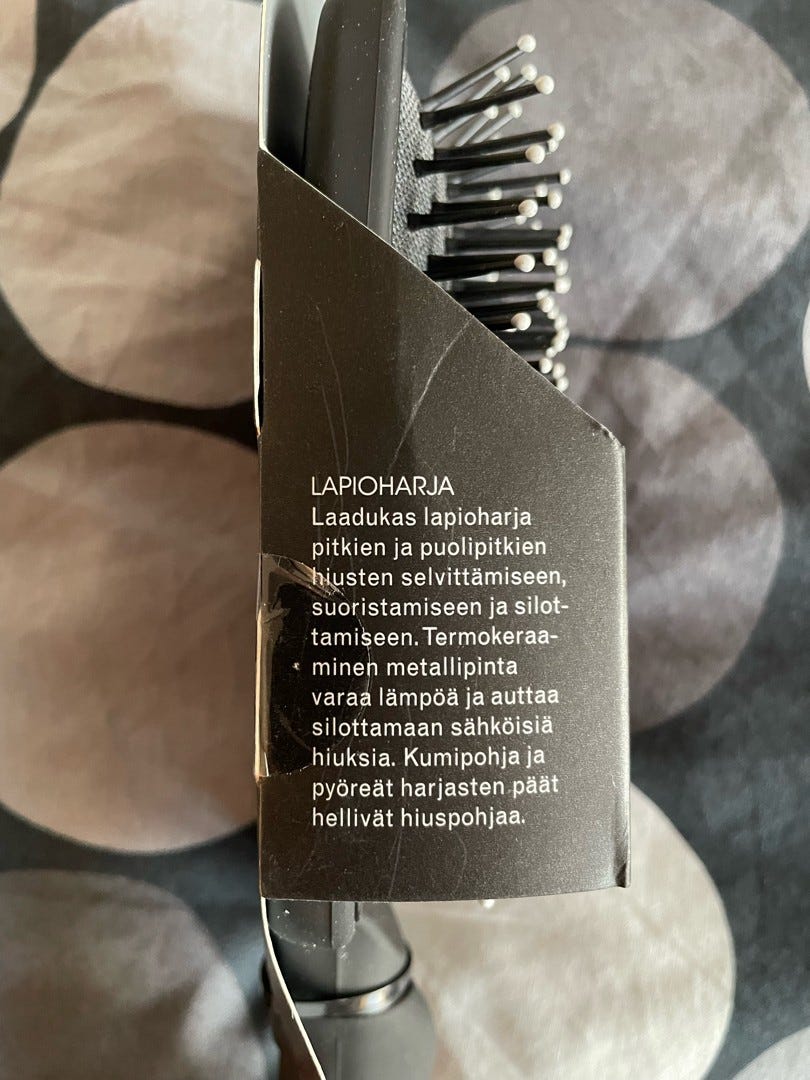 LAPIOHARJA
Laadukas lapioharja
pitkien ja puolipitkien
hiusten selvittämiseen,
suoristamiseen ja silot-
tamiseen. Termokeraa-
minen metallipinta
varaa lämpöä ja auttaa
silottamaan sähköisiä
hiuksia. Kumipohja ja
pyöreät harjasten päät
hellivät hiuspohjaa.